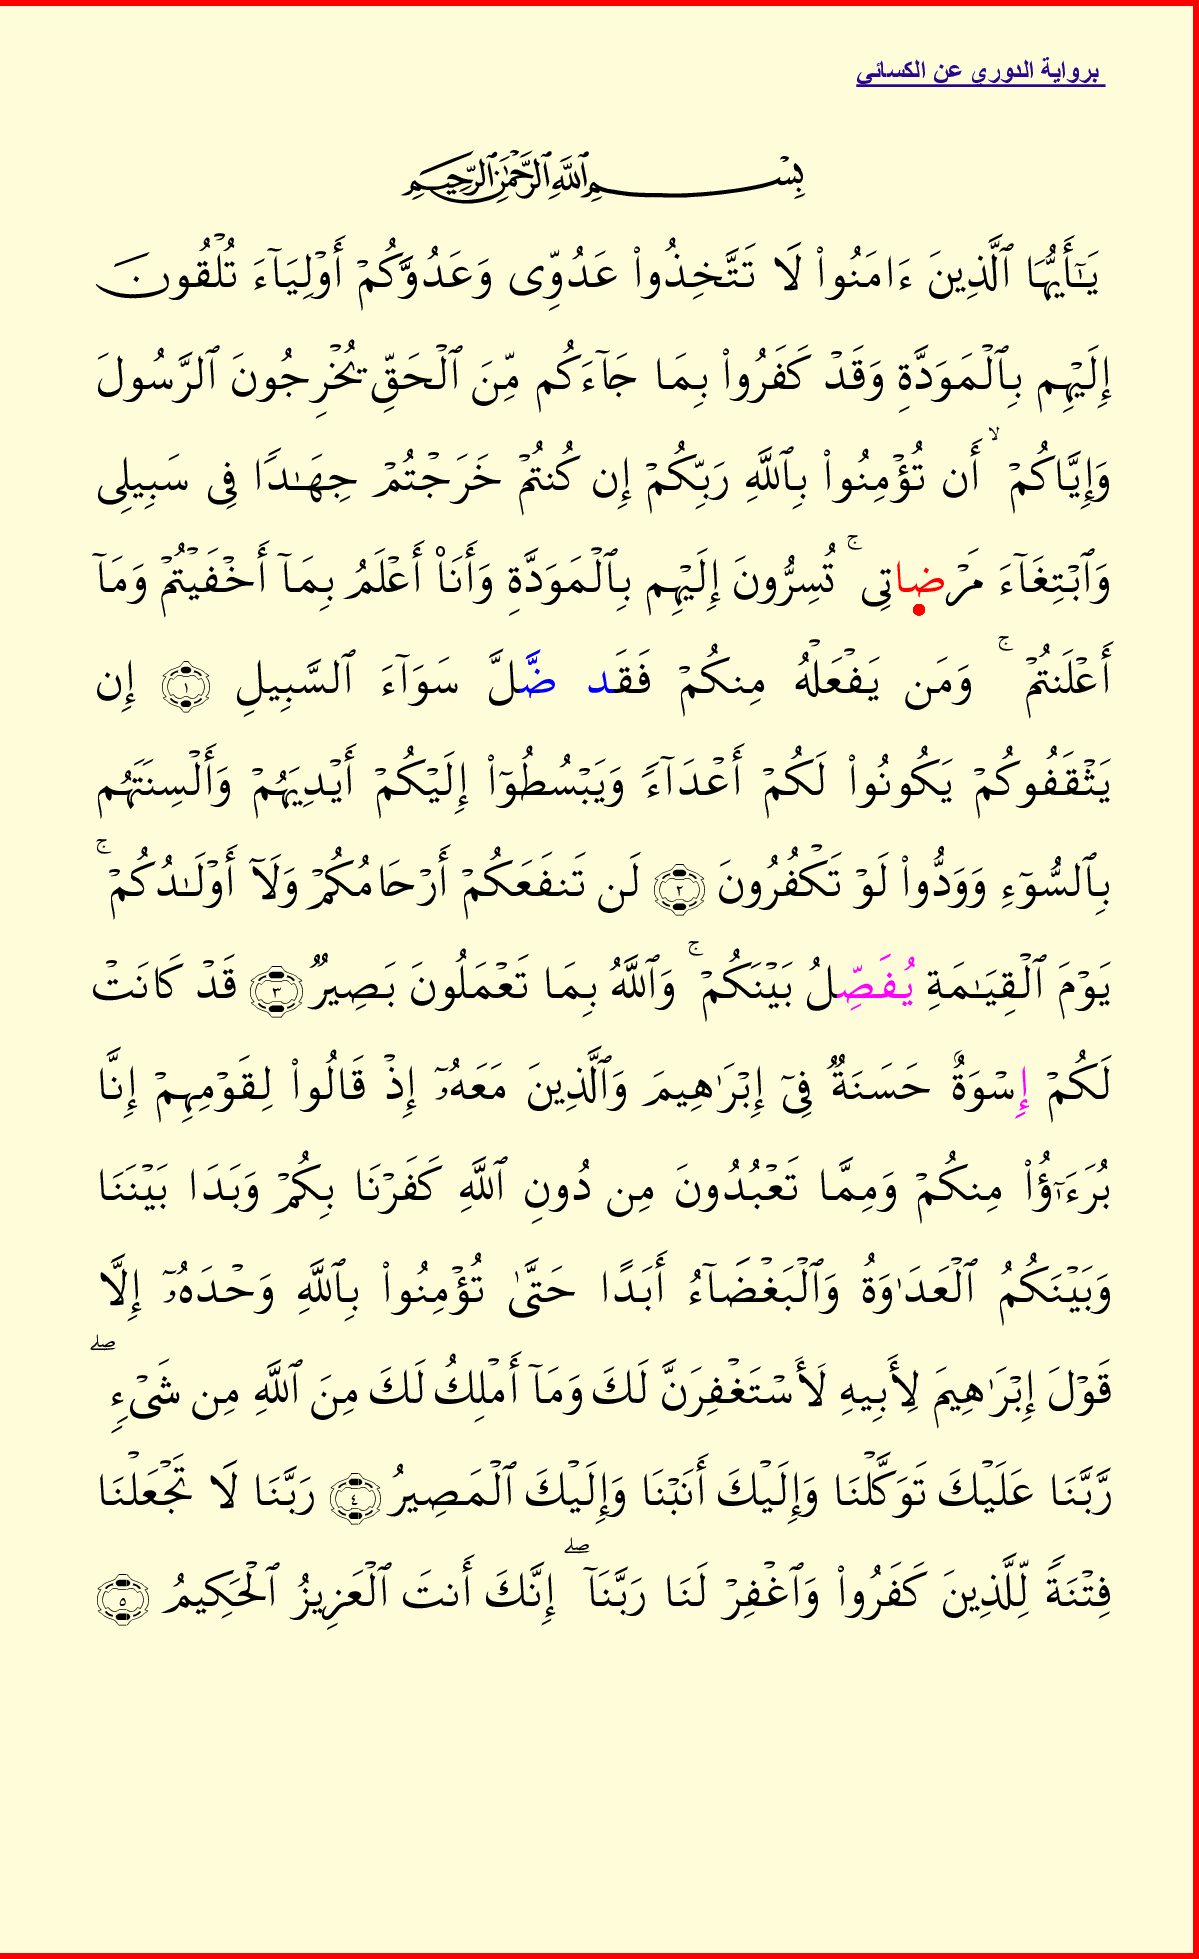 برواية الدوري عن الكسائي
بِسْمِ ٱللَّهِ ٱلرَّحْمَٰنِ ٱلرَّحِيمِ
يَـٰٓأَيُّهَا ٱلَّذِينَ ءَامَنُوا۟ لَا تَتَّخِذُوا۟ عَدُوِّى وَعَدُوَّكُمْ أَوْلِيَآءَ تُلْقُونَ
إِلَيْهِم بِٱلْمَوَدَّةِ وَقَدْ كَفَرُوا۟ بِمَا جَآءَكُم مِّنَ ٱلْحَقِّ يُخْرِجُونَ ٱلرَّسُولَ
وَإِيَّاكُمْ ۙ أَن تُؤْمِنُوا۟ بِٱللَّهِ رَبِّكُمْ إِن كُنتُمْ خَرَجْتُمْ جِهَـٰدًا فِى سَبِيلِى
وَٱبْتِغَآءَ مَرْضاتِى ۚ تُسِرُّونَ إِلَيْهِم بِٱلْمَوَدَّةِ وَأَنَا۠ أَعْلَمُ بِمَآ أَخْفَيْتُمْ وَمَآ
أَعْلَنتُمْ ۚ وَمَن يَفْعَلْهُ مِنكُمْ فَقَد ضَّلَّ سَوَآءَ ٱلسَّبِيلِ ١ إِن
يَثْقَفُوكُمْ يَكُونُوا۟ لَكُمْ أَعْدَآءً وَيَبْسُطُوٓا۟ إِلَيْكُمْ أَيْدِيَهُمْ وَأَلْسِنَتَهُم
بِٱلسُّوٓءِ وَوَدُّوا۟ لَوْ تَكْفُرُونَ ٢ لَن تَنفَعَكُمْ أَرْحَامُكُمْ وَلَآ أَوْلَـٰدُكُمْ ۚ
يَوْمَ ٱلْقِيَـٰمَةِ يُفَصِّلُ بَيْنَكُمْ ۚ وَٱللَّهُ بِمَا تَعْمَلُونَ بَصِيرٌ ٣ قَدْ كَانَتْ
لَكُمْ إِسْوَةٌ حَسَنَةٌ فِىٓ إِبْرَٰهِيمَ وَٱلَّذِينَ مَعَهُۥٓ إِذْ قَالُوا۟ لِقَوْمِهِمْ إِنَّا
بُرَءَٰٓؤُا۟ مِنكُمْ وَمِمَّا تَعْبُدُونَ مِن دُونِ ٱللَّهِ كَفَرْنَا بِكُمْ وَبَدَا بَيْنَنَا
وَبَيْنَكُمُ ٱلْعَدَٰوَةُ وَٱلْبَغْضَآءُ أَبَدًا حَتَّىٰ تُؤْمِنُوا۟ بِٱللَّهِ وَحْدَهُۥٓ إِلَّا
قَوْلَ إِبْرَٰهِيمَ لِأَبِيهِ لَأَسْتَغْفِرَنَّ لَكَ وَمَآ أَمْلِكُ لَكَ مِنَ ٱللَّهِ مِن شَىْءٍ ۖ
رَّبَّنَا عَلَيْكَ تَوَكَّلْنَا وَإِلَيْكَ أَنَبْنَا وَإِلَيْكَ ٱلْمَصِيرُ ٤ رَبَّنَا لَا تَجْعَلْنَا
فِتْنَةً لِّلَّذِينَ كَفَرُوا۟ وَٱغْفِرْ لَنَا رَبَّنَآ ۖ إِنَّكَ أَنتَ ٱلْعَزِيزُ ٱلْحَكِيمُ ٥